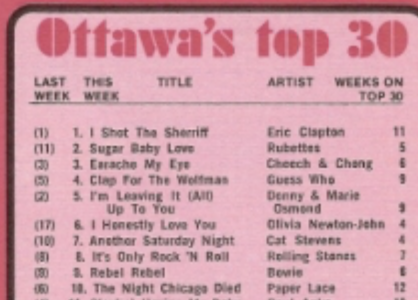 Ottawa's top 30
LAST THIS TITLE ARTIST WEEKS ON
WEEK WEEK TOP 30
(1) 1. I Shot The Sherriff Eric Clapton 11
(11) 2. Sugar Baby Love Rubettes 5
(3) 3. Earache My Eye Cheech & Chong 6
(5) 4. Clap For The Wolfman Guess Who 9
(2) 5. I'm Leaving It (All) Donny & Marie
Up To You Osmond 9
(17) 6. I Honestly Love You Olivia Newton-John 4
(10) 7. Another Saturday Night Cat Stevens 4
(8) 8. It's Only Rock 'N Roll Rolling Stones 7
(8) 9. Rebel Rebel Bowie 6
(6) 10. The Night Chicago Died Paper Lace 12